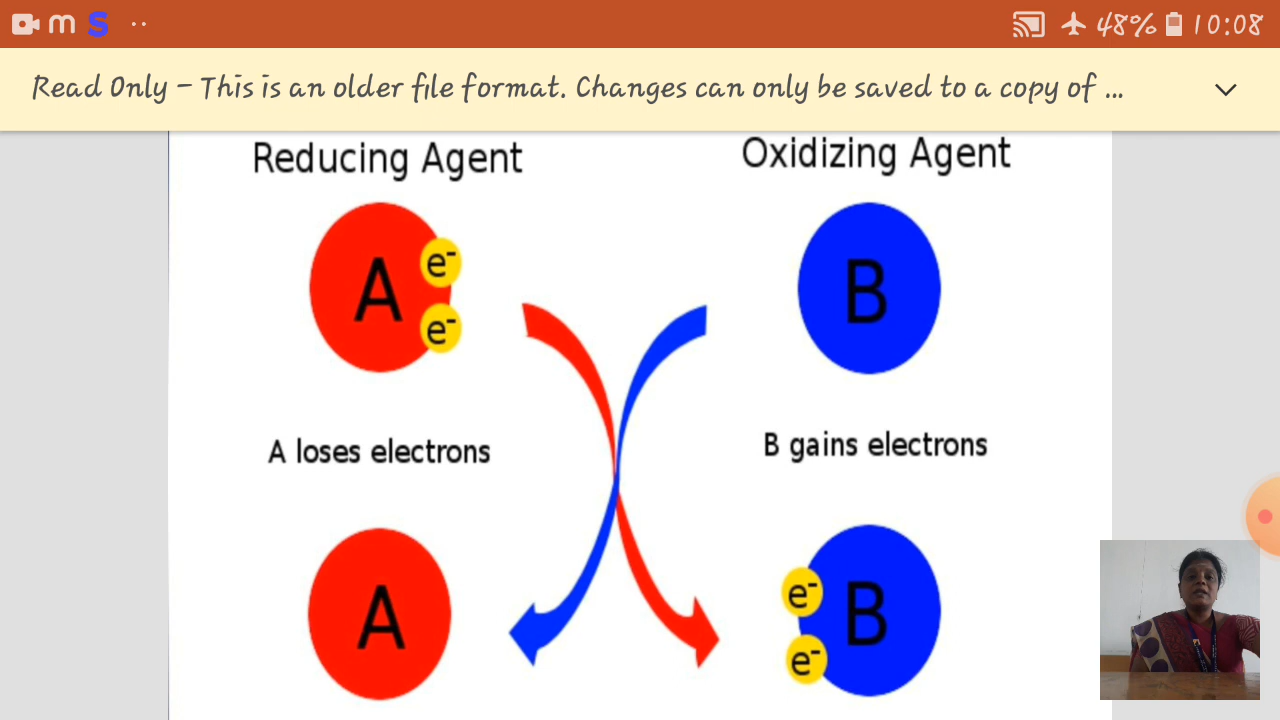 m S
48% 10:08
Read Only – This is an older file format. Changes can only be saved to a copy of ...
Reducing Agent Oxidizing Agent
A e- e- B
A loses electrons B gains electrons
A e- e- B